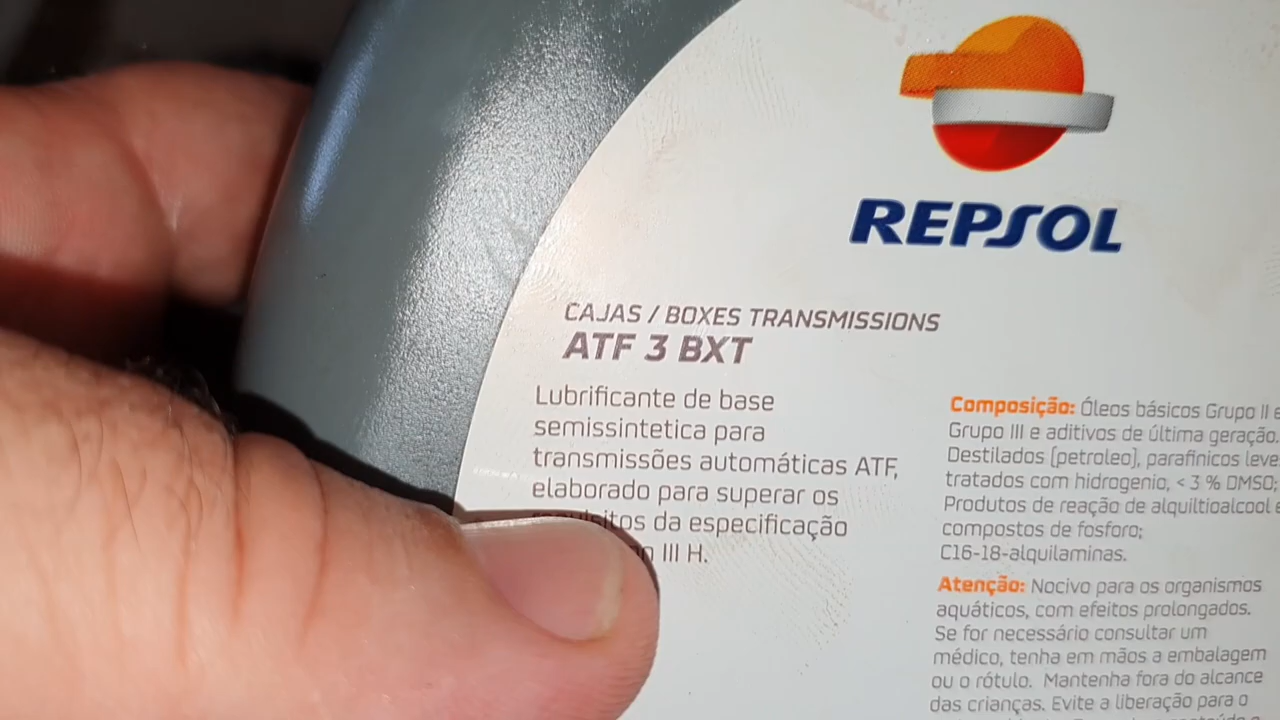 REPSOL
CAJAS / BOXES TRANSMISSIONS
ATF 3 BXT
Lubrificante de base
semissintetica para
transmissões automáticas ATF,
elaborado para superar os
da especificação
III H.
Composição: Óleos básicos Grupo II e
Grupo III e aditivos de última geração.
Destilados (petroleo), parafinicos leve
tratados com hidrogenio, < 3 % DMSO;
Produtos de reação de alquiltioalcool e
compostos de fosforo;
C16-18-alquilaminas.
Atenção: Nocivo para os organismos
aquáticos, com efeitos prolongados.
Se for necessário consultar um
médico, tenha em mãos a embalagem
ou o rótulo. Mantenha fora do alcance
das crianças. Evite a liberação para o